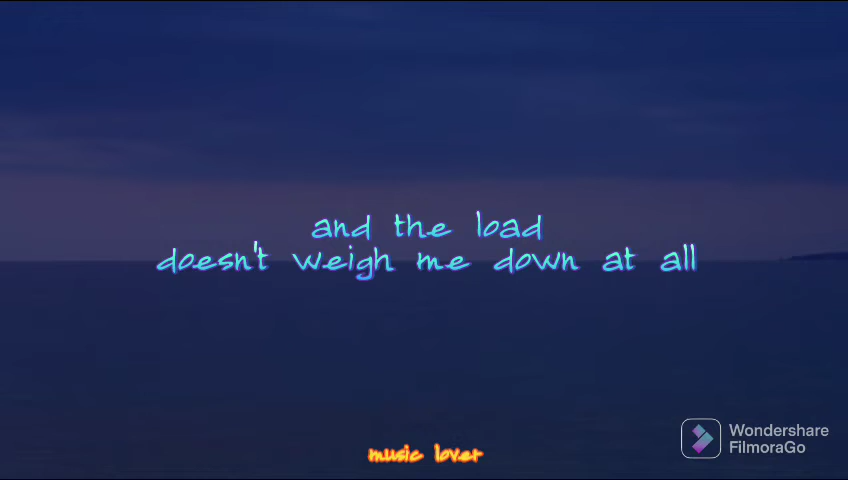 and the load
doesn't weigh me down at all
music lover
Wondershare
FilmoraGo